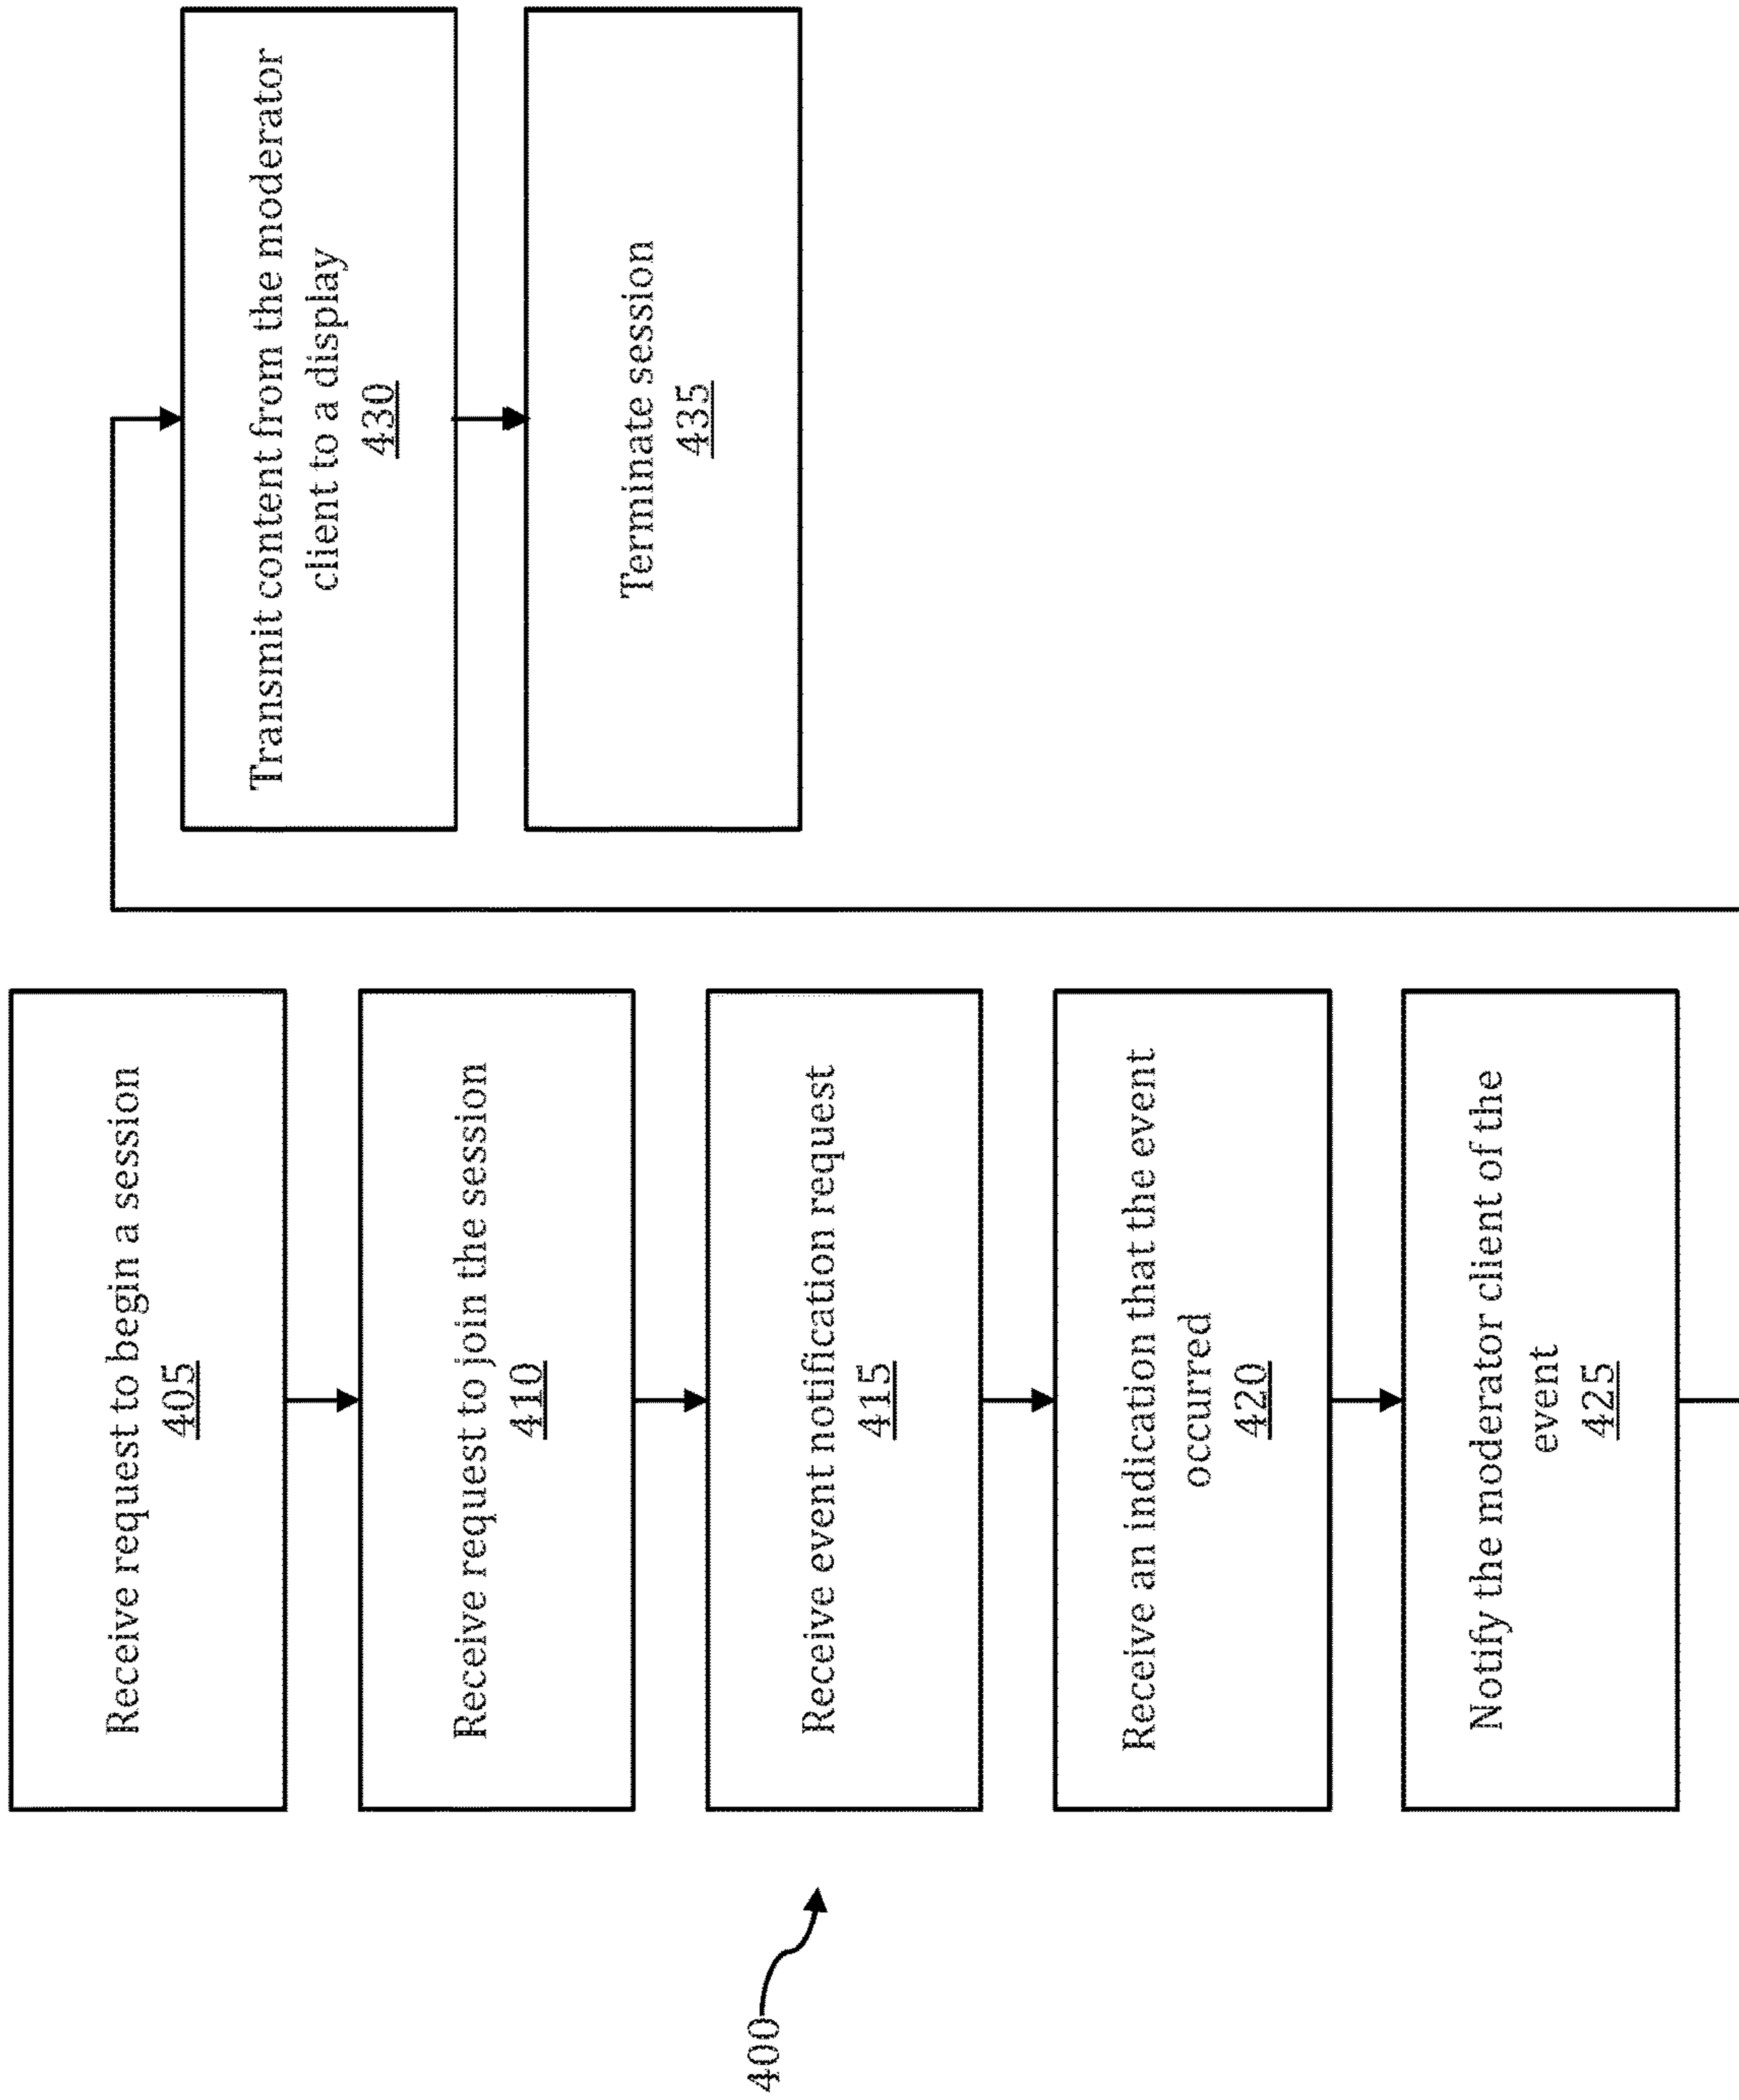 400
Receive request to begin a session
405
Receive request to join the session
410
Receive event notification request
415
Receive an indication that the event
occurred
420
Notify the moderator client of the
event
425
Transmit content from the moderator
client to a display
430
Terminate session
435